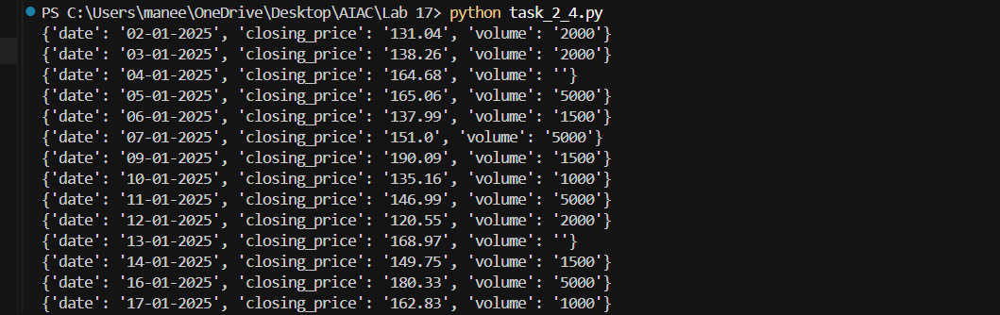 PS C:\Users\manee\OneDrive\Desktop\AIAC\Lab 17> python task_2_4.py
{'date': '02-01-2025', 'closing_price': '131.04', 'volume': '2000'}
{'date': '03-01-2025', 'closing_price': '138.26', 'volume': '2000'}
{'date': '04-01-2025', 'closing_price': '164.68', 'volume': ''}
{'date': '05-01-2025', 'closing_price': '165.06', 'volume': '5000'}
{'date': '06-01-2025', 'closing_price': '137.99', 'volume': '1500'}
{'date': '07-01-2025', 'closing_price': '151.0', 'volume': '5000'}
{'date': '09-01-2025', 'closing_price': '190.09', 'volume': '1500'}
{'date': '10-01-2025', 'closing_price': '135.16', 'volume': '1000'}
{'date': '11-01-2025', 'closing_price': '146.99', 'volume': '5000'}
{'date': '12-01-2025', 'closing_price': '120.55', 'volume': '2000'}
{'date': '13-01-2025', 'closing_price': '168.97', 'volume': ''}
{'date': '14-01-2025', 'closing_price': '149.75', 'volume': '1500'}
{'date': '16-01-2025', 'closing_price': '180.33', 'volume': '5000'}
{'date': '17-01-2025', 'closing_price': '162.83', 'volume': '1000'}